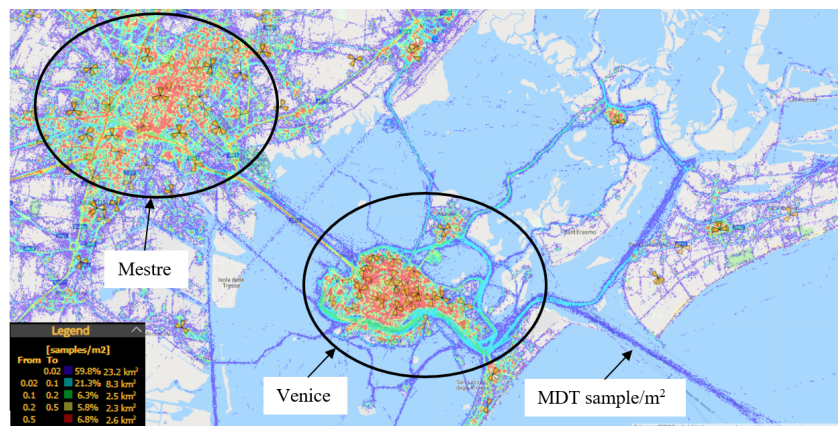 Mestre
Isola delle
Tresse
Sant'Erasmo
Legend
[samples/m2]
From To
0.02 59.8% 23.2 km²
0.02 0.1 21.3% 8.3 km²
0.1 0.2 6.3% 2.5 km²
0.2 0.5 5.8% 2.3 km²
0.5 6.8% 2.6 km²
Venice
MDT sample/m²